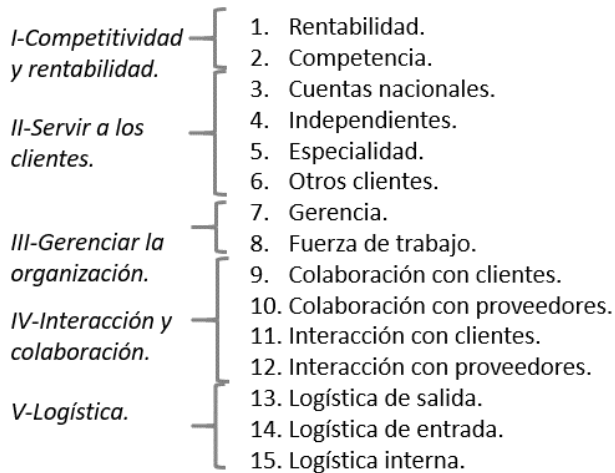 I-Competitividad
y rentabilidad.
1. Rentabilidad.
2. Competencia.
II-Servir a los
clientes.
3. Cuentas nacionales.
4. Independientes.
5. Especialidad.
6. Otros clientes.
III-Gerenciar la
organización.
7. Gerencia.
8. Fuerza de trabajo.
IV-Interacción y
colaboración.
9. Colaboración con clientes.
10. Colaboración con proveedores.
11. Interacción con clientes.
12. Interacción con proveedores.
V-Logística.
13. Logística de salida.
14. Logística de entrada.
15. Logística interna.